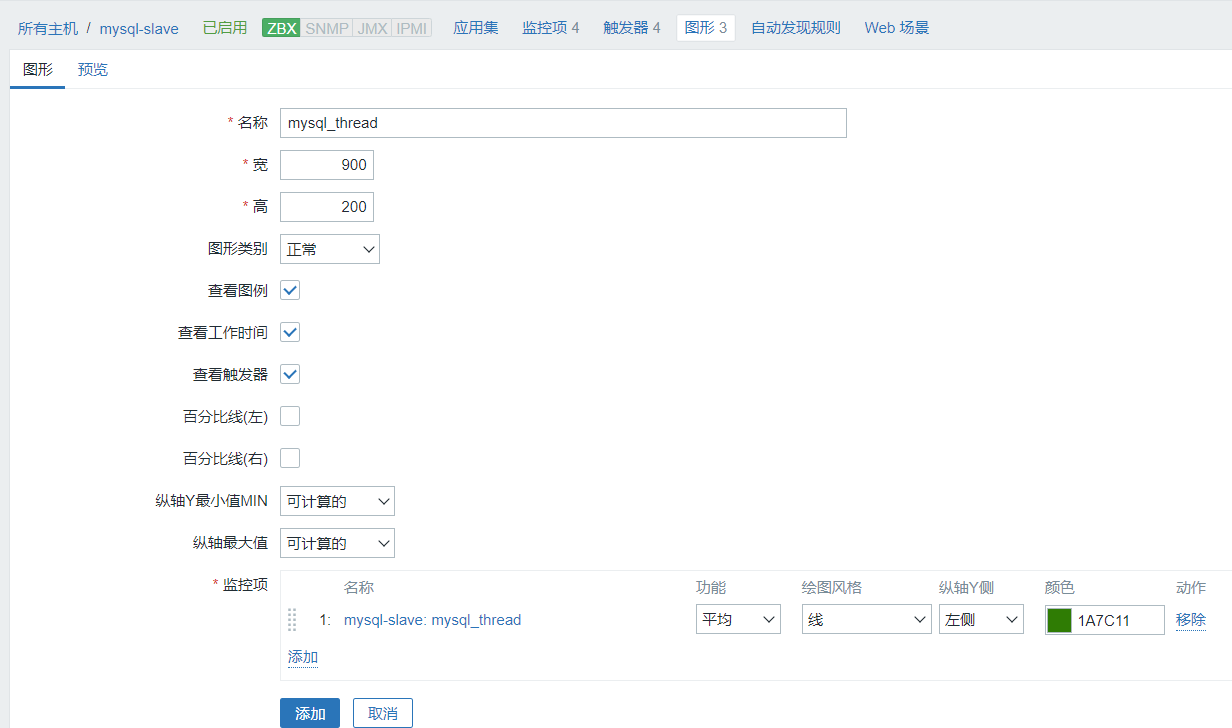 所有主机 / mysql-slave 已启用 ZBX SNMP JMX IPMI 应用集 监控项 4 触发器 4 图形 3 自动发现规则 Web 场景
图形 预览
* 名称 mysql_thread
* 宽 900
* 高 200
图形类别 正常
查看图例
查看工作时间
查看触发器
百分比线(左)
百分比线(右)
纵轴Y最小值MIN 可计算的
纵轴最大值 可计算的
* 监控项 名称 功能 绘图风格 纵轴Y侧 颜色 动作
1: mysql-slave: mysql_thread 平均 线 左侧 1A7C11 移除
添加
添加 取消